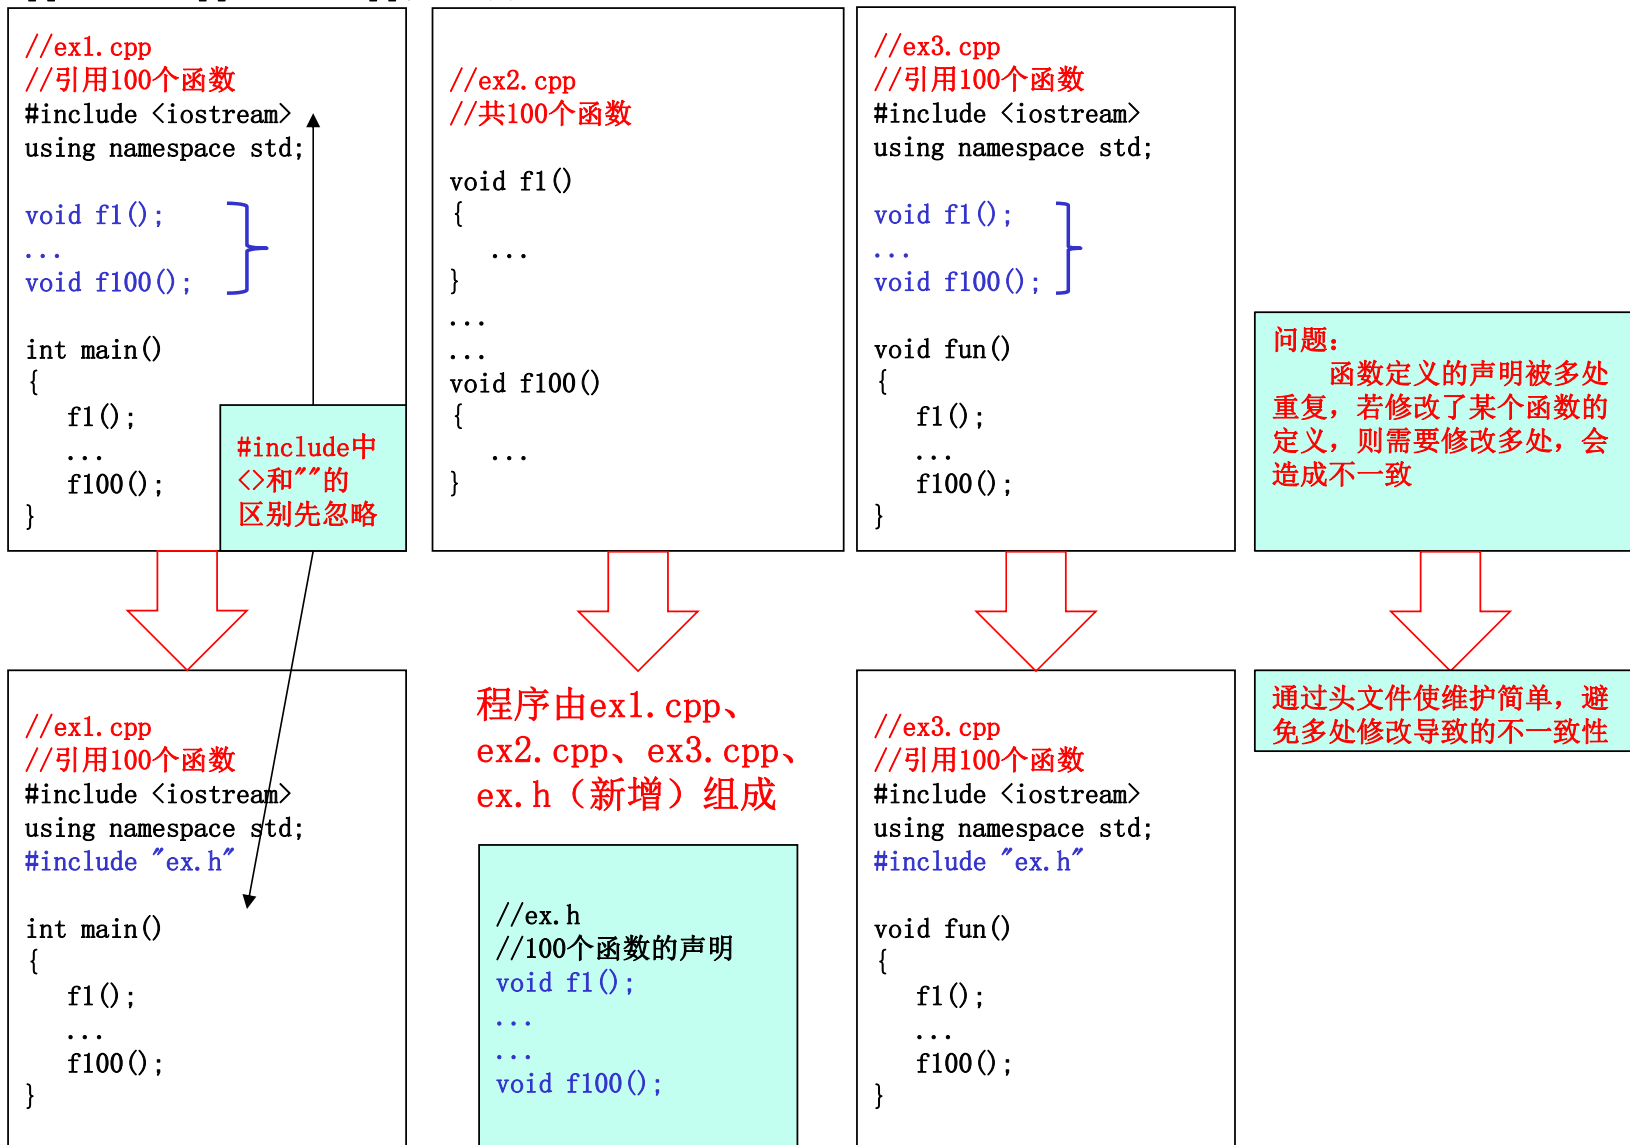 //ex1.cpp
//引用100个函数
#include <iostream>
using namespace std;
void f1();
...
void f100();
int main()
{
f1();
...
f100();
}
#include中
<>和""的
区别先忽略
//ex2.cpp
//共100个函数
void f1()
{
...
}
...
...
void f100()
{
...
}
//ex3.cpp
//引用100个函数
#include <iostream>
using namespace std;
void f1();
...
void f100();
void fun()
{
f1();
...
f100();
}
问题：
函数定义的声明被多处
重复，若修改了某个函数的
定义，则需要修改多处，会
造成不一致
//ex1.cpp
//引用100个函数
#include <iostream>
using namespace std;
#include "ex.h"
int main()
{
f1();
...
f100();
}
程序由ex1.cpp、
ex2.cpp、ex3.cpp、
ex.h（新增）组成
//ex.h
//100个函数的声明
void f1();
...
...
void f100();
//ex3.cpp
//引用100个函数
#include <iostream>
using namespace std;
#include "ex.h"
void fun()
{
f1();
...
f100();
}
通过头文件使维护简单，避
免多处修改导致的不一致性